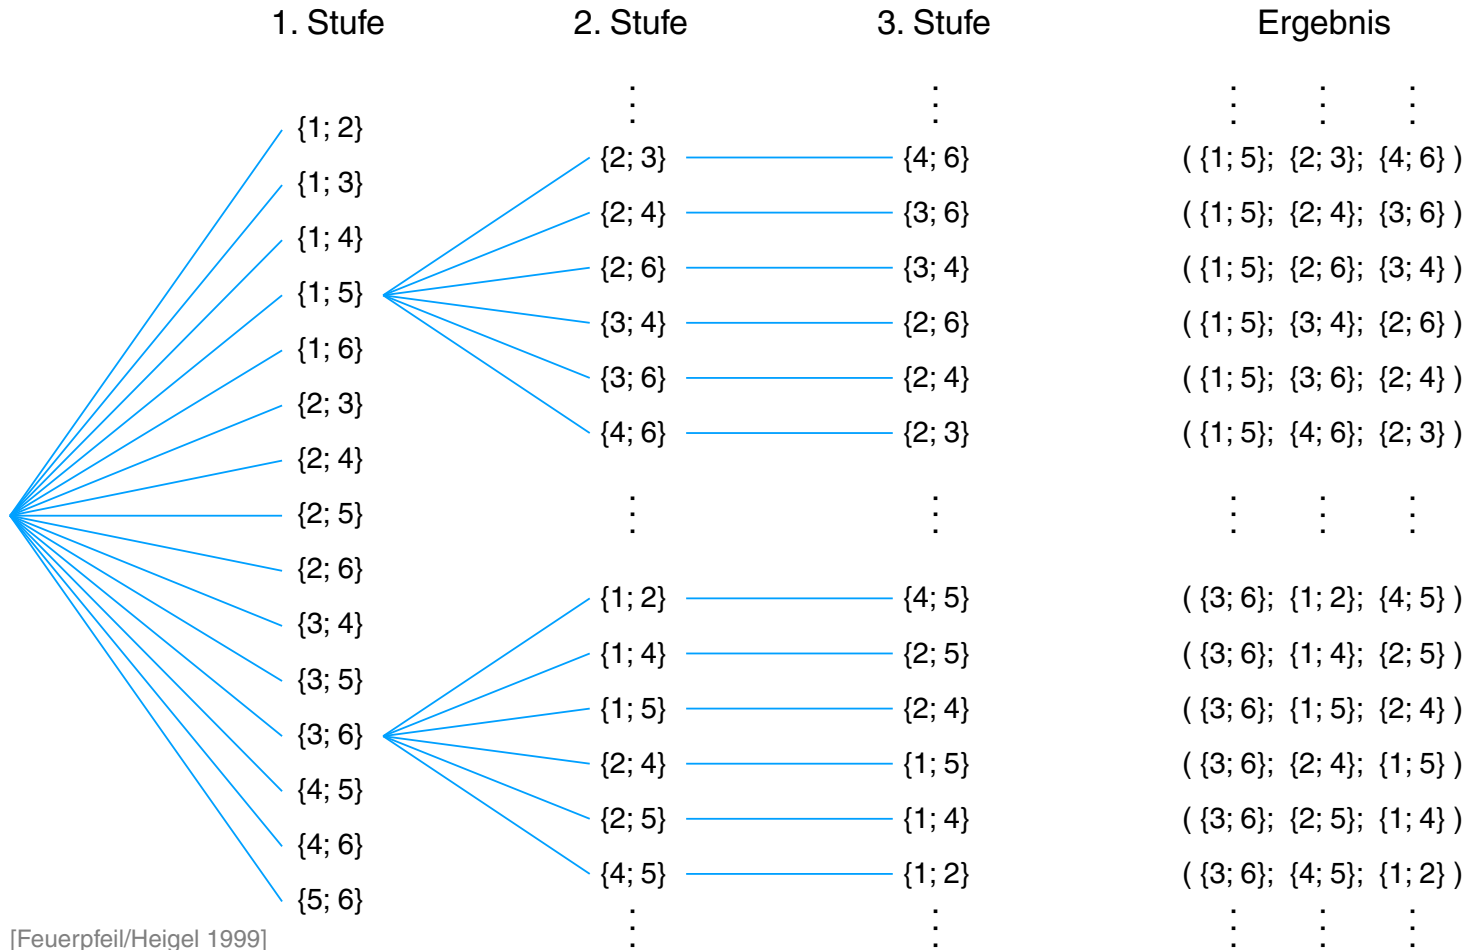 1. Stufe 2. Stufe 3. Stufe Ergebnis
{1; 2}
{2; 3} {4; 6} ( {1; 5}; {2; 3}; {4; 6} )
{1; 3}
{2; 4} {3; 6} ( {1; 5}; {2; 4}; {3; 6} )
{1; 4}
{2; 6} {3; 4} ( {1; 5}; {2; 6}; {3; 4} )
{1; 5}
{3; 4} {2; 6} ( {1; 5}; {3; 4}; {2; 6} )
{1; 6}
{3; 6} {2; 4} ( {1; 5}; {3; 6}; {2; 4} )
{2; 3}
{4; 6} {2; 3} ( {1; 5}; {4; 6}; {2; 3} )
{2; 4}
{2; 5}
{2; 6}
{1; 2} {4; 5} ( {3; 6}; {1; 2}; {4; 5} )
{3; 4}
{1; 4} {2; 5} ( {3; 6}; {1; 4}; {2; 5} )
{3; 5}
{1; 5} {2; 4} ( {3; 6}; {1; 5}; {2; 4} )
{3; 6}
{2; 4} {1; 5} ( {3; 6}; {2; 4}; {1; 5} )
{4; 5}
{2; 5} {1; 4} ( {3; 6}; {2; 5}; {1; 4} )
{4; 6}
{4; 5} {1; 2} ( {3; 6}; {4; 5}; {1; 2} )
{5; 6}
[Feuerpfeil/Heigel 1999]